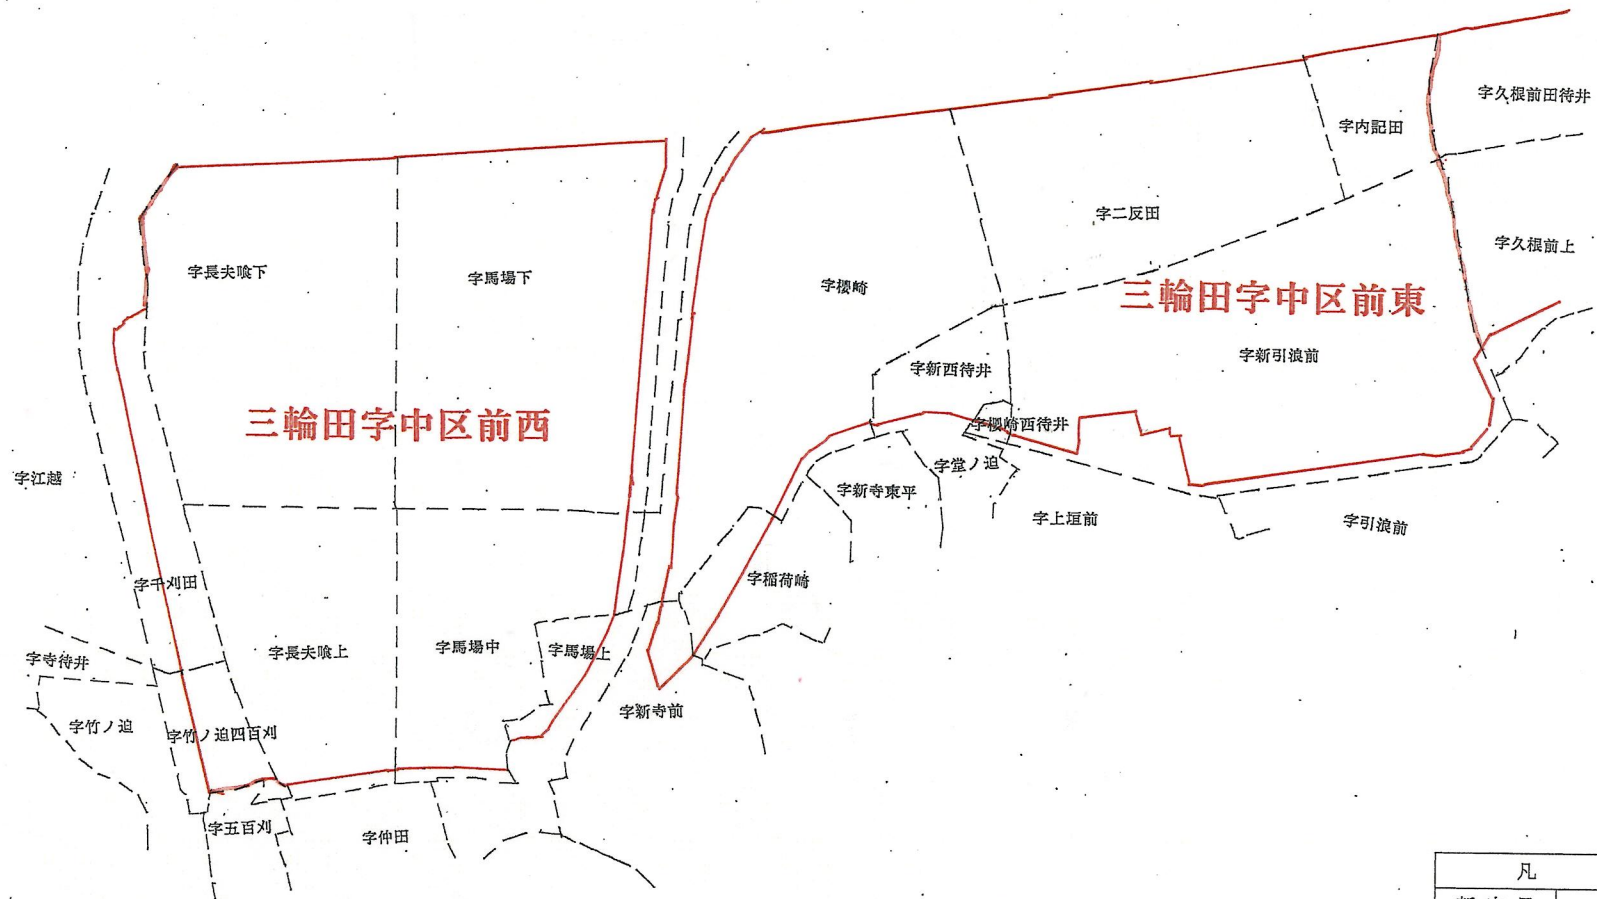 字久根前田待井
字内記田
字二反田
字久根前上
字長夫喰下
字馬場下
字櫻崎
三輪田字中区前東
字新引浪前
字新西待井
三輪田字中区前西
字櫻崎西待井
字堂ノ迫
字江越
字新寺東平
字上垣前
字引浪前
字千刈田
字稲荷崎
字長夫喰上
字馬場中
字馬場上
字寺待井
字新寺前
字竹ノ迫
字竹ノ迫四百刈
字五百刈
字仲田
凡